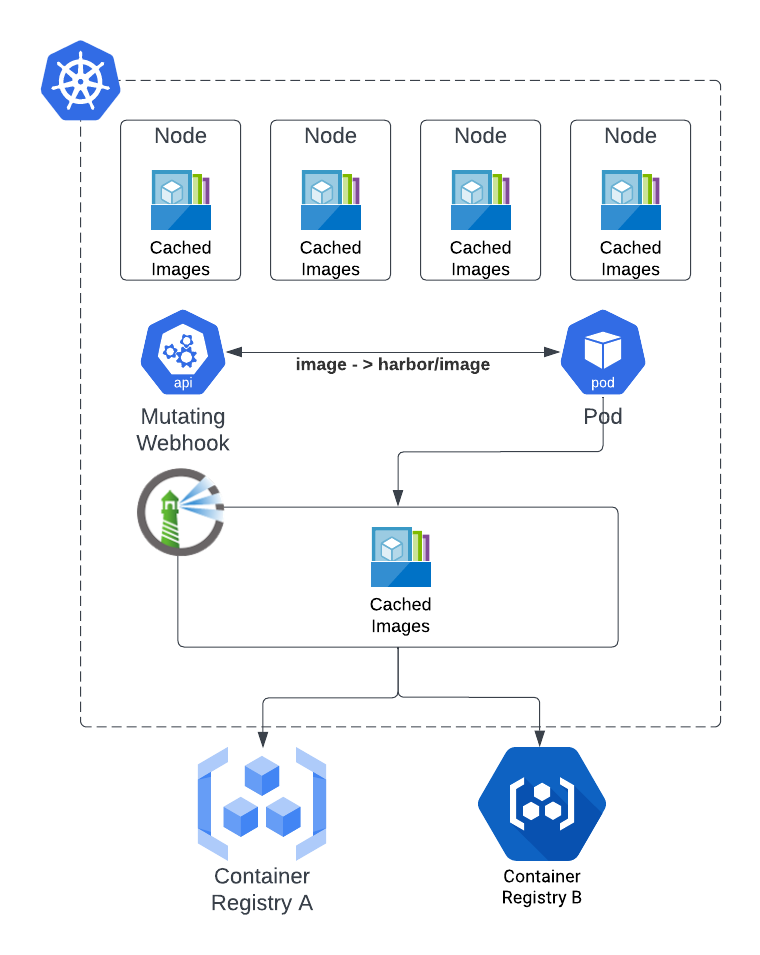 Node
Node
Node
Node
Cached
Images
Cached
Images
Cached
Images
Cached
Images
image - > harbor/image
api
pod
Mutating
Webhook
Pod
Cached
Images
Container
Registry A
Container
Registry B